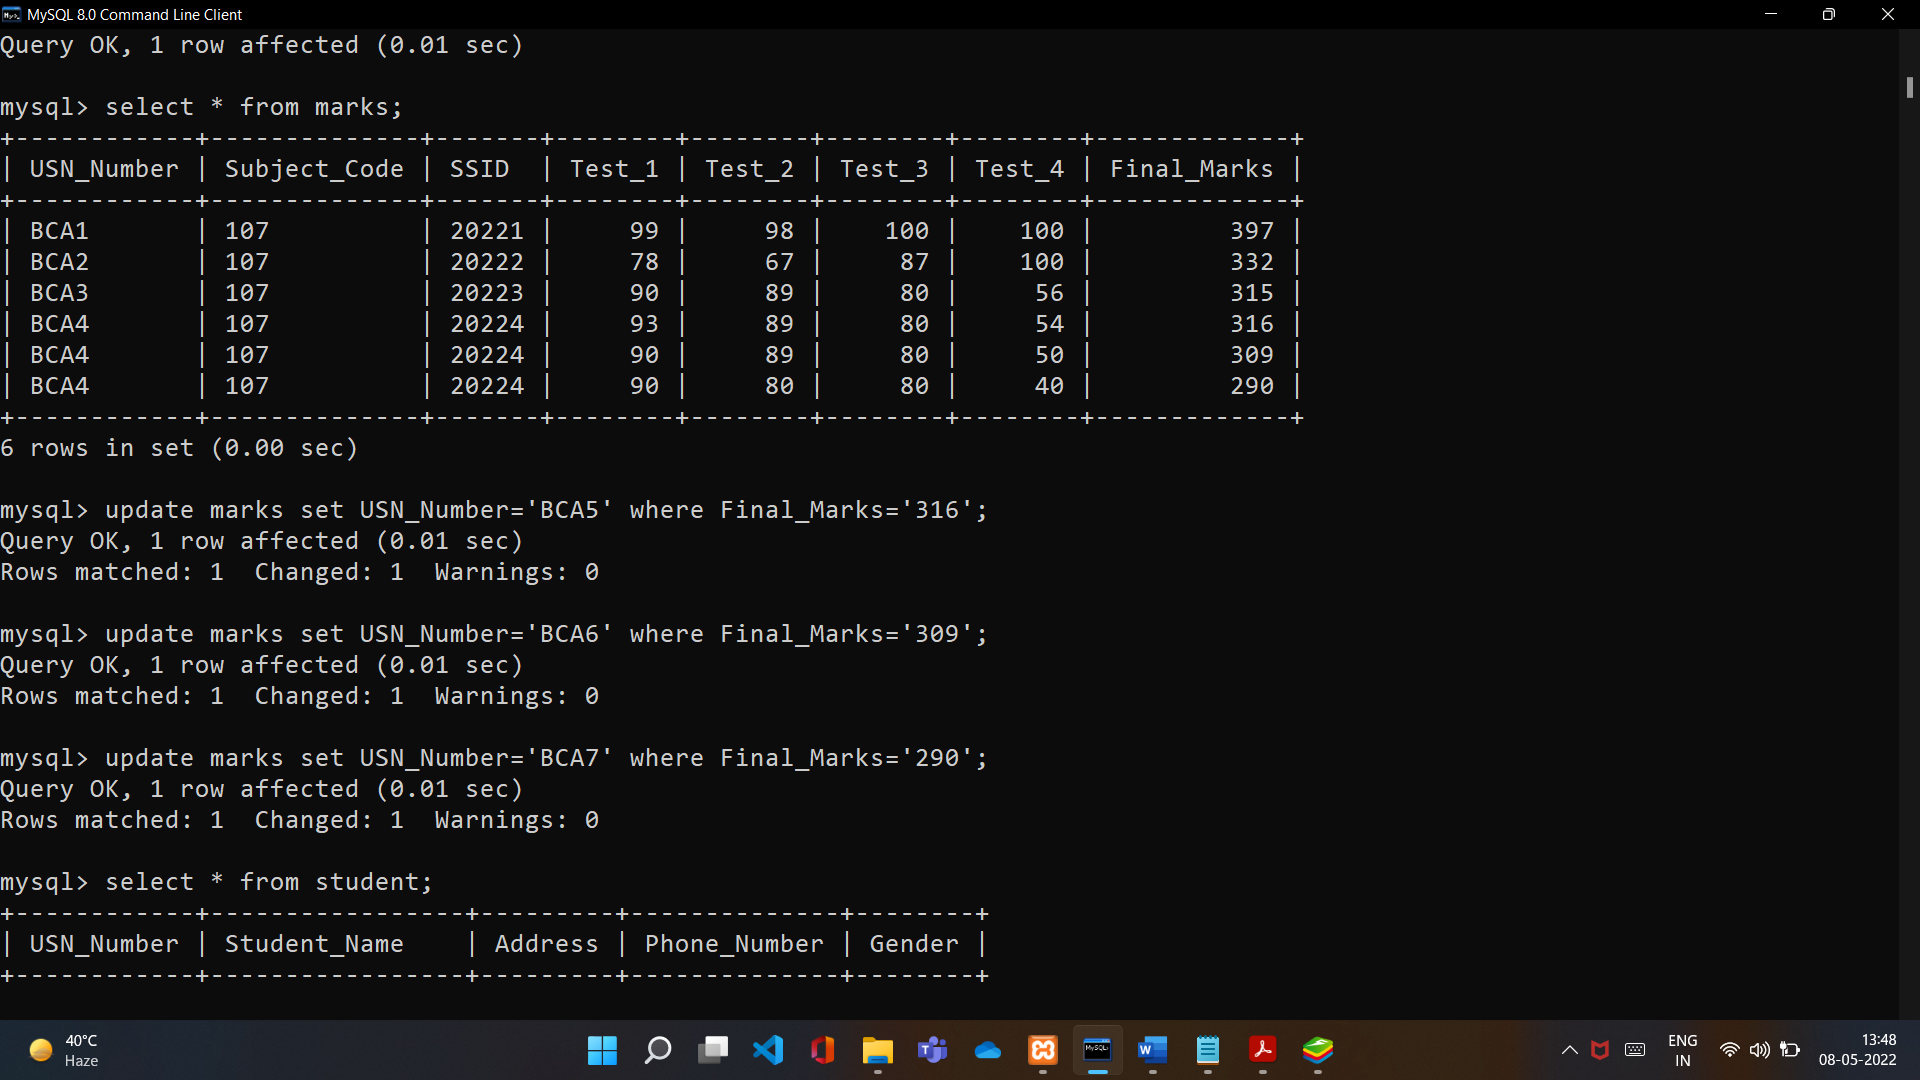 MySQL 8.0 Command Line Client
Query OK, 1 row affected (0.01 sec)
mysql> select * from marks;
+------------+--------------+-------+--------+--------+--------+--------+-------------+
| USN_Number | Subject_Code | SSID  | Test_1 | Test_2 | Test_3 | Test_4 | Final_Marks |
+------------+--------------+-------+--------+--------+--------+--------+-------------+
| BCA1       | 107          | 20221 |     99 |     98 |    100 |    100 |         397 |
| BCA2       | 107          | 20222 |     78 |     67 |     87 |    100 |         332 |
| BCA3       | 107          | 20223 |     90 |     89 |     80 |     56 |         315 |
| BCA4       | 107          | 20224 |     93 |     89 |     80 |     54 |         316 |
| BCA4       | 107          | 20224 |     90 |     89 |     80 |     50 |         309 |
| BCA4       | 107          | 20224 |     90 |     80 |     80 |     40 |         290 |
+------------+--------------+-------+--------+--------+--------+--------+-------------+
6 rows in set (0.00 sec)
mysql> update marks set USN_Number='BCA5' where Final_Marks='316';
Query OK, 1 row affected (0.01 sec)
Rows matched: 1  Changed: 1  Warnings: 0
mysql> update marks set USN_Number='BCA6' where Final_Marks='309';
Query OK, 1 row affected (0.01 sec)
Rows matched: 1  Changed: 1  Warnings: 0
mysql> update marks set USN_Number='BCA7' where Final_Marks='290';
Query OK, 1 row affected (0.01 sec)
Rows matched: 1  Changed: 1  Warnings: 0
mysql> select * from student;
+------------+-----------------+---------+--------------+--------+
| USN_Number | Student_Name    | Address | Phone_Number | Gender |
+------------+-----------------+---------+--------------+--------+
40°C
Haze
ENG
IN
13:48
08-05-2022